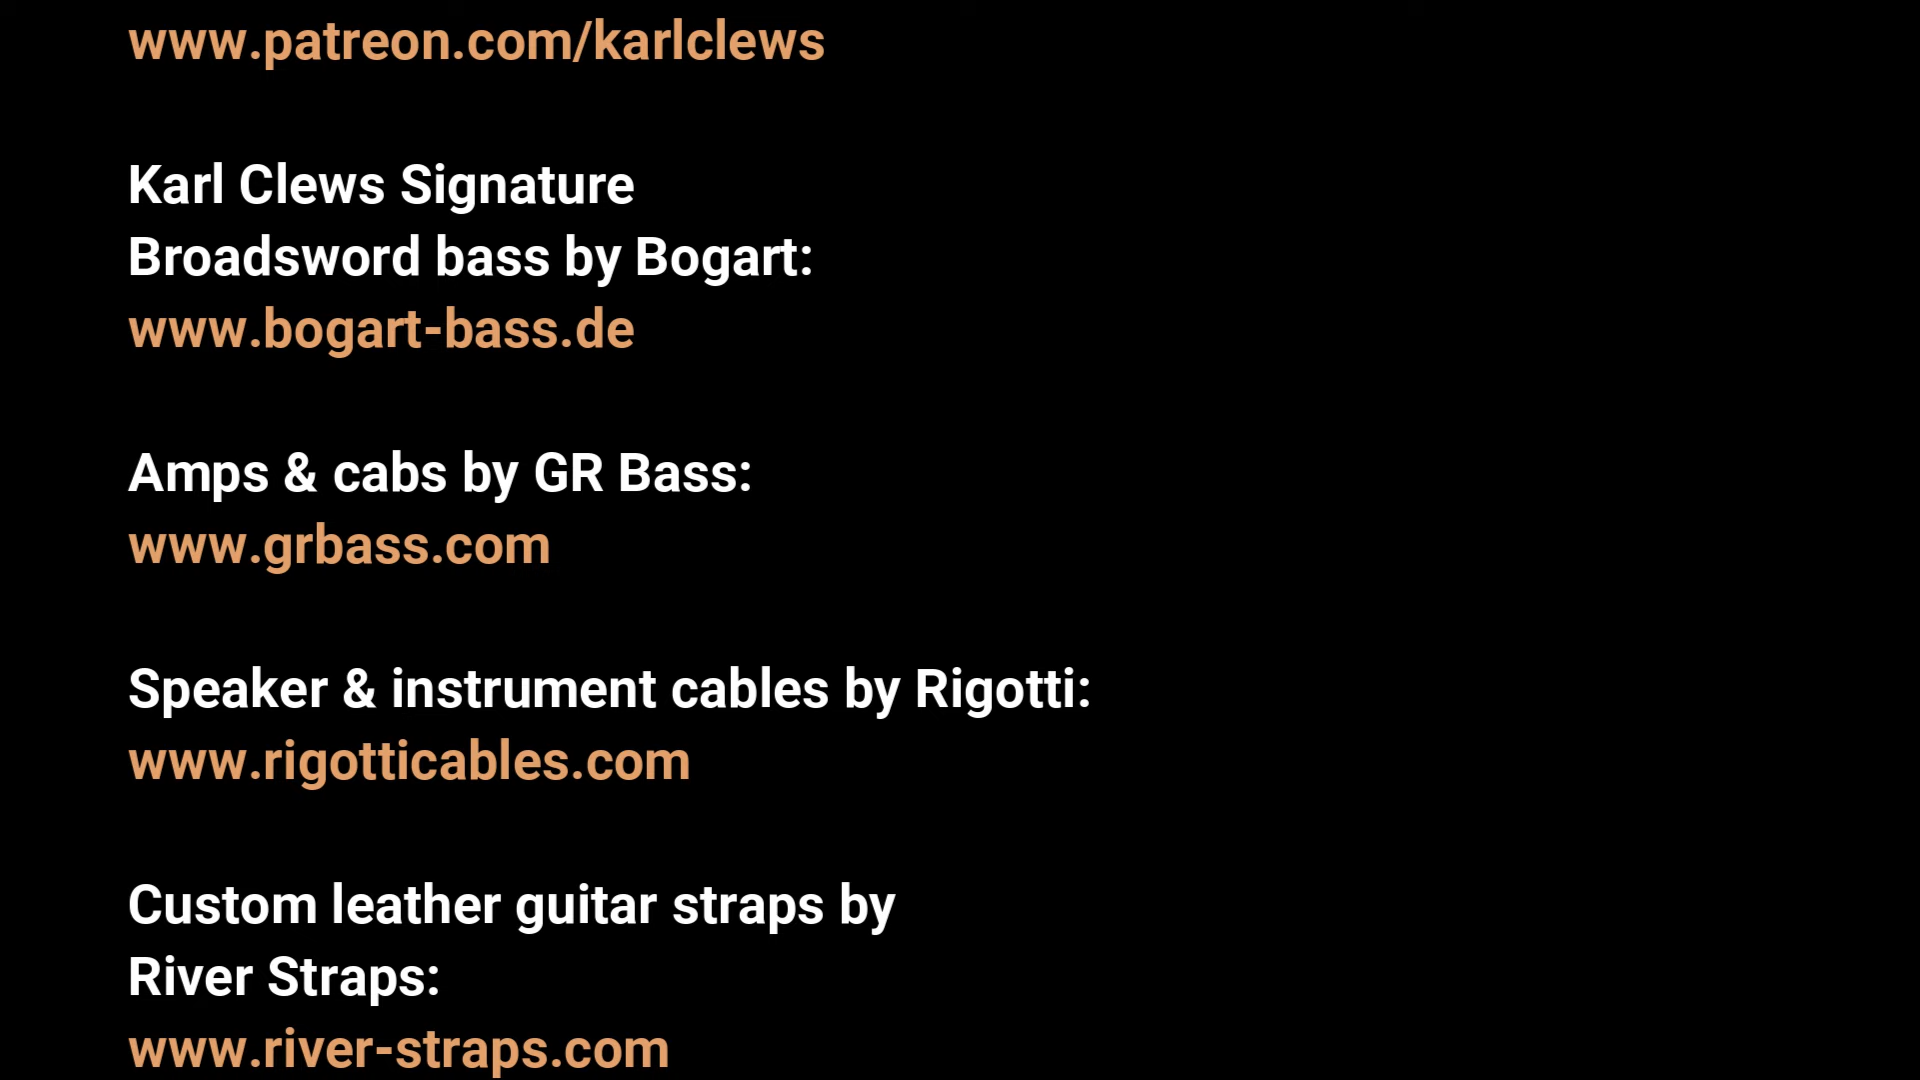 www.patreon.com/karlclews
Karl Clews Signature
Broadsword bass by Bogart:
www.bogart-bass.de
Amps & cabs by GR Bass:
www.grbass.com
Speaker & instrument cables by Rigotti:
www.rigotticables.com
Custom leather guitar straps by
River Straps:
www.river-straps.com